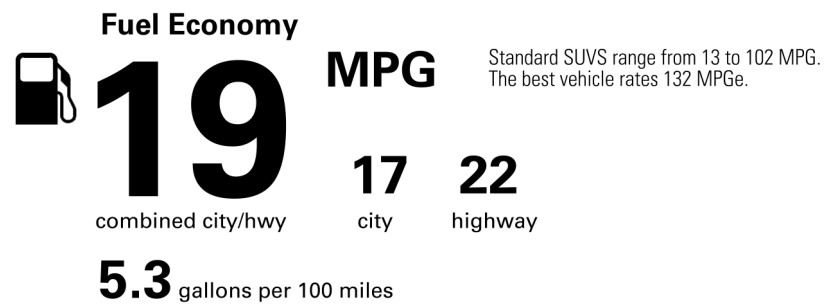 Fuel Economy
19
MPG
Standard SUVS range from 13 to 102 MPG.
The best vehicle rates 132 MPGe.
17 22
combined city/hwy city highway
5.3 gallons per 100 miles